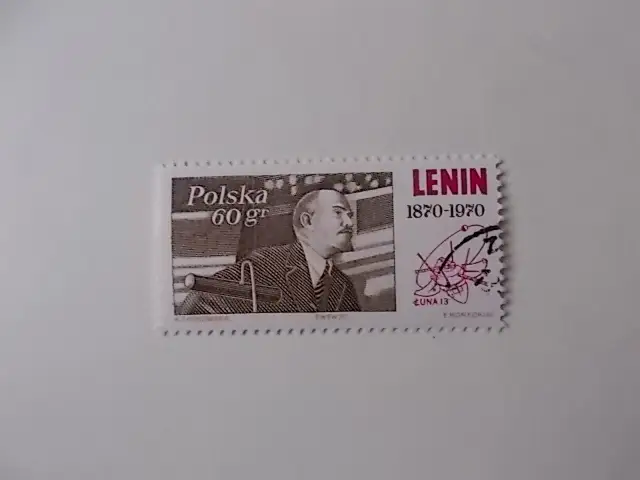 Polska
60 gr
LENIN
1870-1970
ŁUNA 13